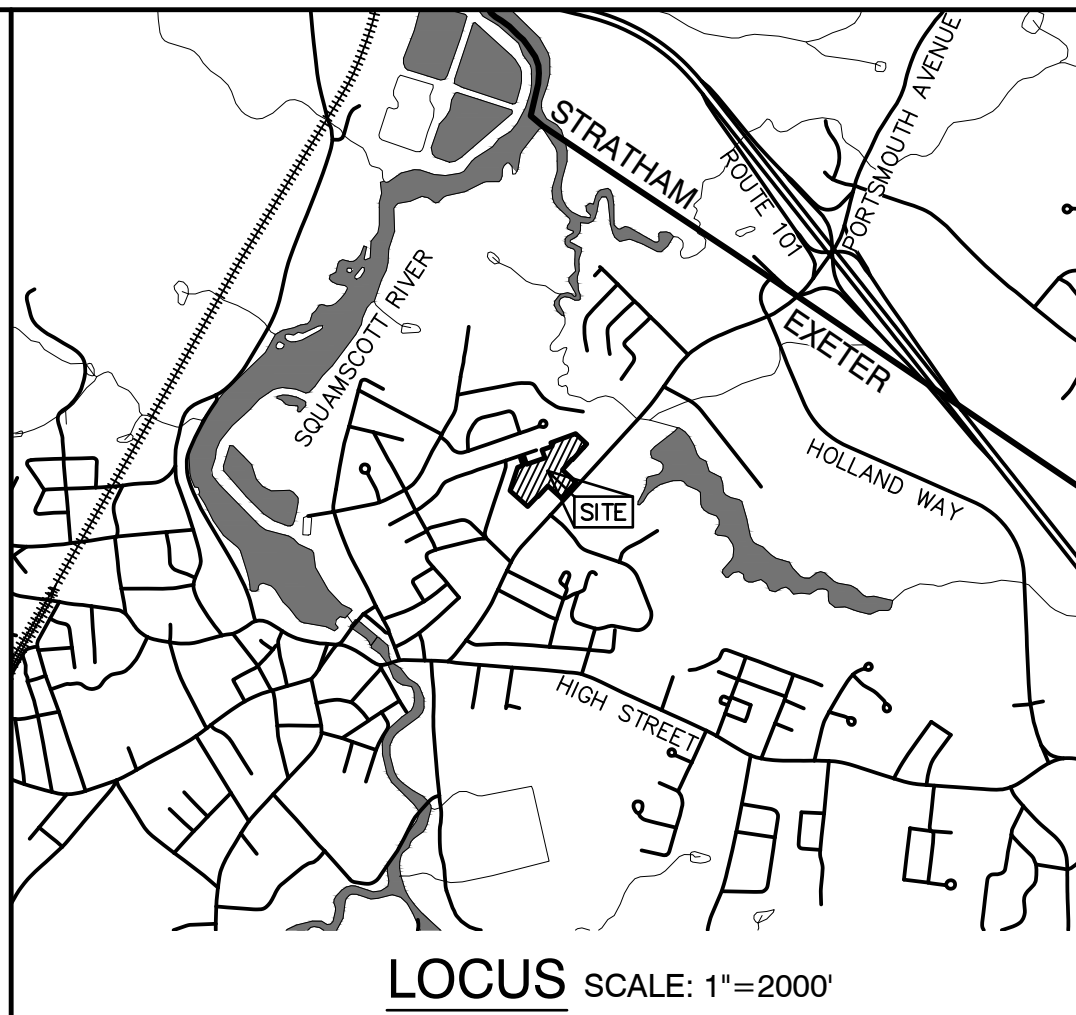 PORTSMOUTH AVENUE
STRATHAM
ROUTE 101
SQUAMSCOTT RIVER
EXETER
HOLLAND WAY
SITE
HIGH STREET
LOCUS SCALE: 1"=2000'